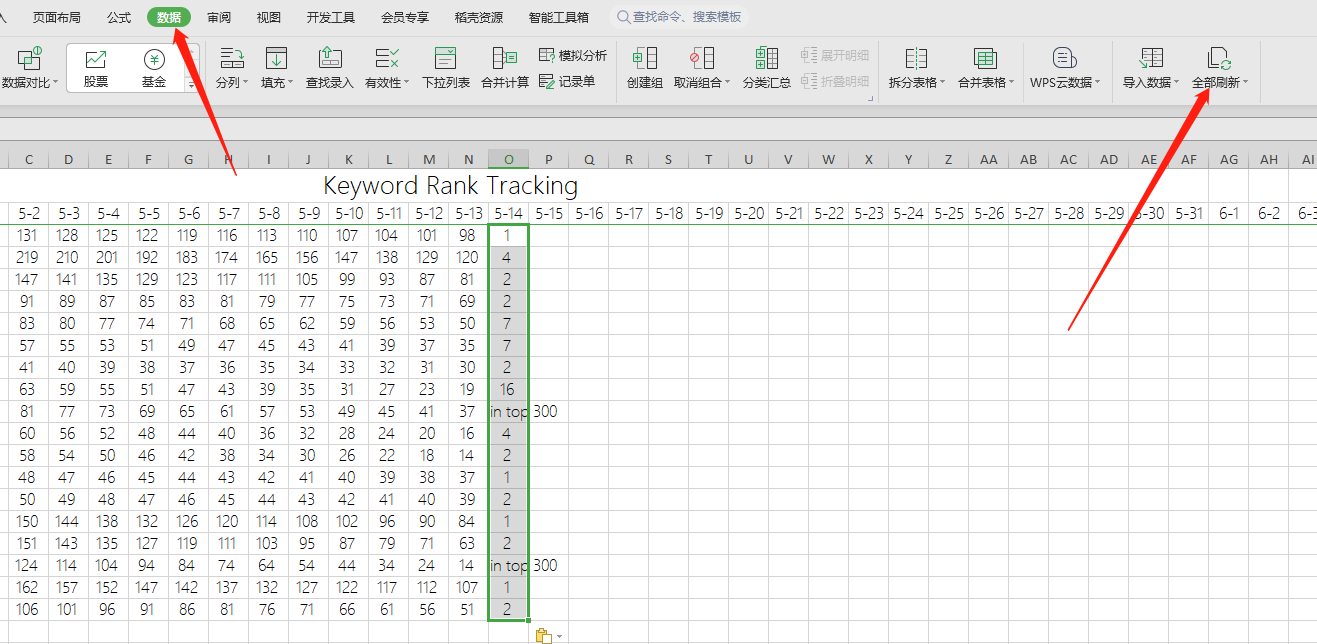 页面布局 公式 数据 审阅 视图 开发工具 会员专享 稻壳资源 智能工具箱 查找命令、搜索模板
模拟分析 展开明细
数据对比 股票 基金 分列 填充 查找录入 有效性 下拉列表 合并计算 记录单 创建组 取消组合 分类汇总 折叠明细 拆分表格 合并表格 WPS云数据 导入数据 全部刷新
C D E F G H I J K L M N O P Q R S T U V W X Y Z AA AB AC AD AE AF AG AH AI
Keyword Rank Tracking
5-2 5-3 5-4 5-5 5-6 5-7 5-8 5-9 5-10 5-11 5-12 5-13 5-14 5-15 5-16 5-17 5-18 5-19 5-20 5-21 5-22 5-23 5-24 5-25 5-26 5-27 5-28 5-29 5-30 5-31 6-1 6-2 6-3
131 128 125 122 119 116 113 110 107 104 101 98 1
219 210 201 192 183 174 165 156 147 138 129 120 4
147 141 135 129 123 117 111 105 99 93 87 81 2
91 89 87 85 83 81 79 77 75 73 71 69 2
83 80 77 74 71 68 65 62 59 56 53 50 7
57 55 53 51 49 47 45 43 41 39 37 35 7
41 40 39 38 37 36 35 34 33 32 31 30 2
63 59 55 51 47 43 39 35 31 27 23 19 16
81 77 73 69 65 61 57 53 49 45 41 37 in top 300
60 56 52 48 44 40 36 32 28 24 20 16 4
58 54 50 46 42 38 34 30 26 22 18 14 2
48 47 46 45 44 43 42 41 40 39 38 37 1
50 49 48 47 46 45 44 43 42 41 40 39 2
150 144 138 132 126 120 114 108 102 96 90 84 1
151 143 135 127 119 111 103 95 87 79 71 63 2
124 114 104 94 84 74 64 54 44 34 24 14 in top 300
162 157 152 147 142 137 132 127 122 117 112 107 1
106 101 96 91 86 81 76 71 66 61 56 51 2